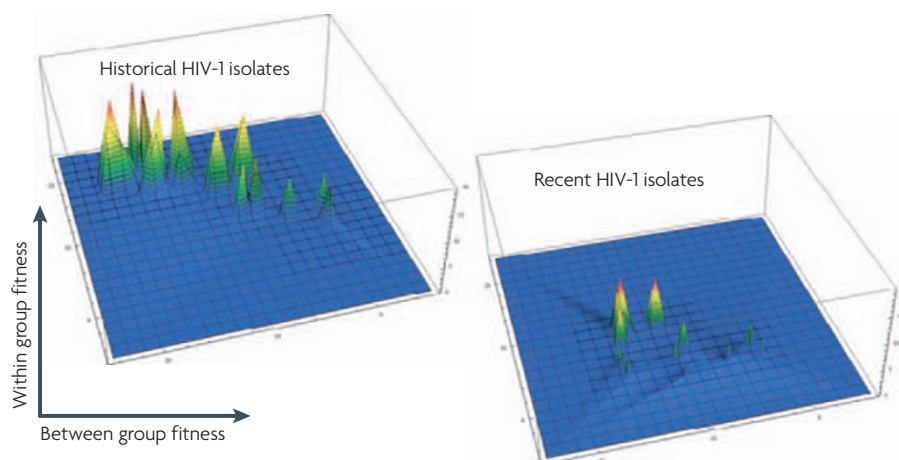 Historical HIV-1 isolates
Recent HIV-1 isolates
Within group fitness
Between group fitness